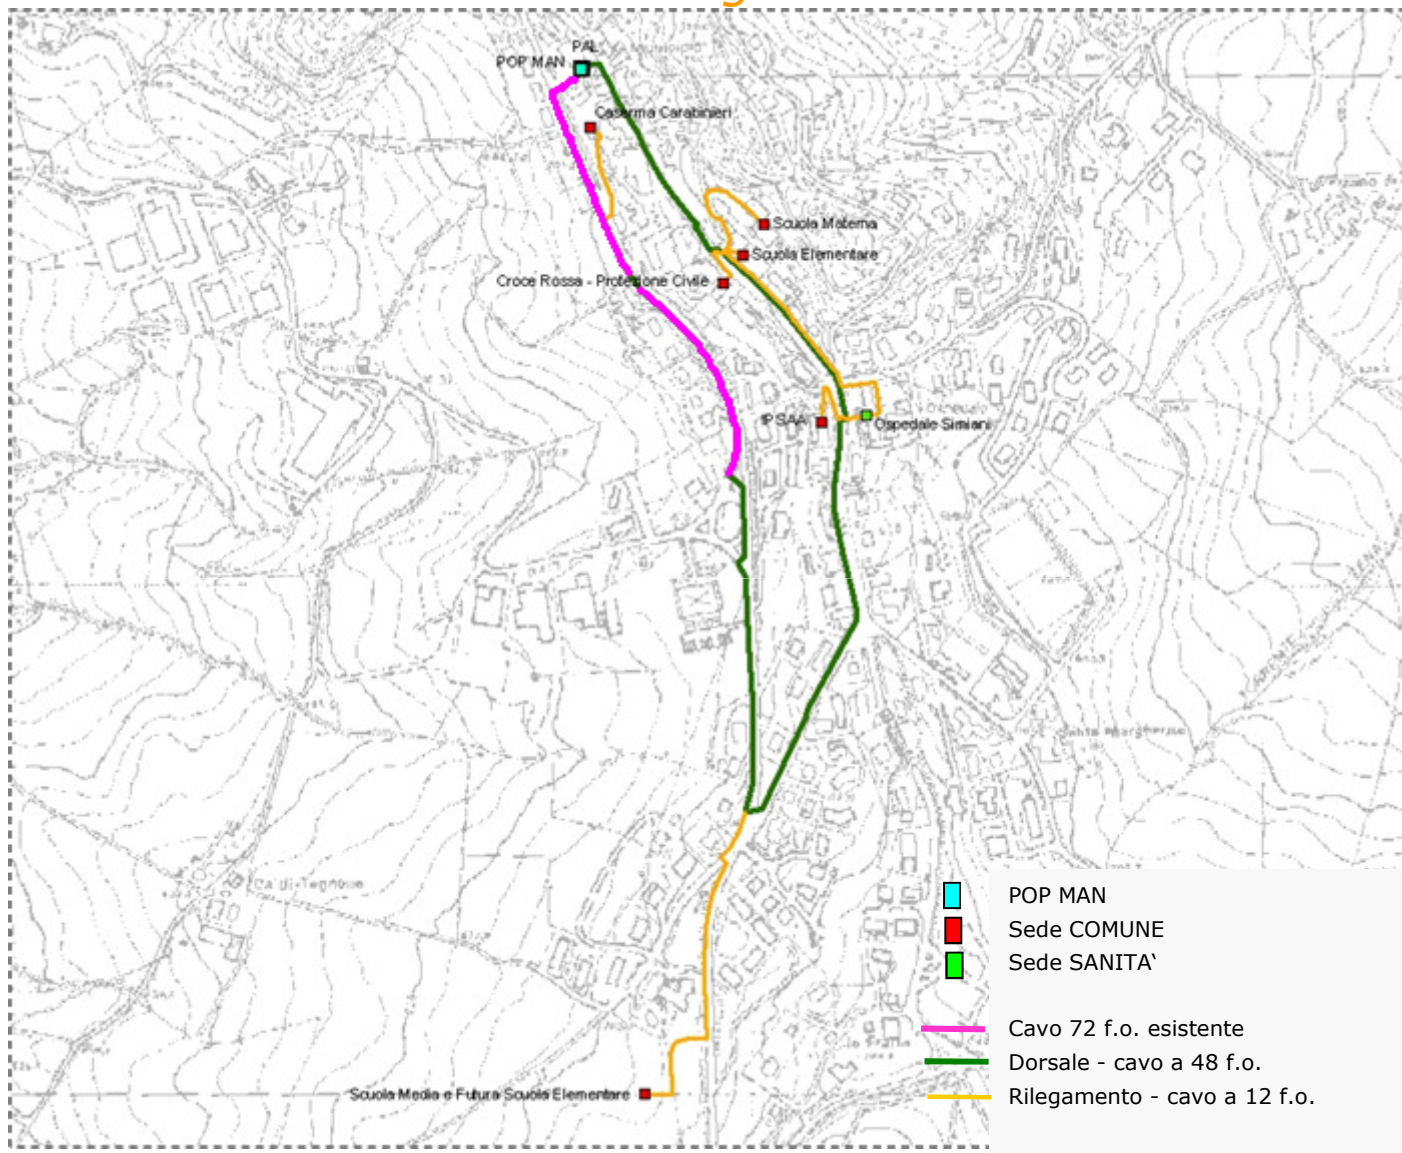 PAL
POP MAN
Caserma Carabinieri
Scuola Materna
Scuola Elementare
Croce Rossa - Protezione Civile
IPSAA
Ospedale Simiani
Scuola Media e Futura Scuola Elementare
POP MAN
Sede COMUNE
Sede SANITA‛
Cavo 72 f.o. esistente
Dorsale - cavo a 48 f.o.
Rilegamento - cavo a 12 f.o.